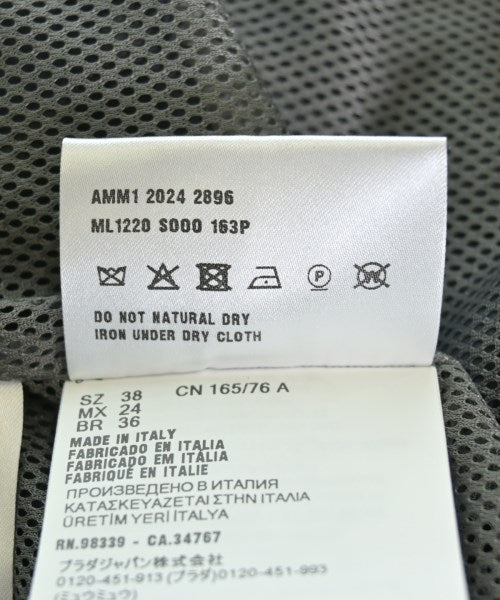 AMM1 2024 2896
ML1220 S000 163P
P
W
DO NOT NATURAL DRY
IRON UNDER DRY CLOTH
SZ 38 CN 165/76 A
MX 24
BR 36
MADE IN ITALY
FABRICADO EN ITALIA
FABRICADO EM ITÁLIA
FABRIQUÉ EN ITALIE
ПРОИЗВЕДЕНО В ИТАЛИЯ
ΚΑΤΑΣΚΕΥΑΖΕΤΑΙ ΣΤΗΝ ΙΤΑΛΙΑ
ÜRETİM YERİ İTALYA
RN.98339 - CA.34767
プラダジャパン株式会社
0120-451-913 (プラダ) 0120-451-993
(ミュウミュウ)